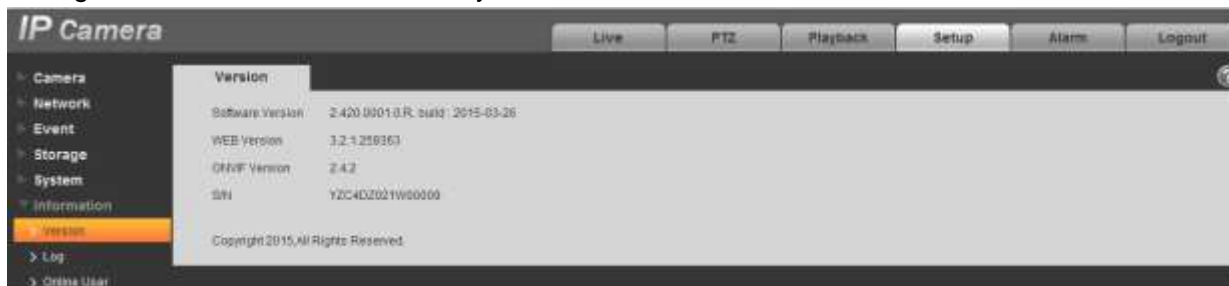 IP Camera
Live PTZ Playback Setup Alarm Logout
Camera
Network
Event
Storage
System
Information
Version
Log
Online User
Version
Software Version 2.420.0001.0.R, build : 2015-03-26
WEB Version 3.2.1.259363
ONVIF Version 2.4.2
S/N YZC4DZ021W00009
Copyright 2015,All Rights Reserved.